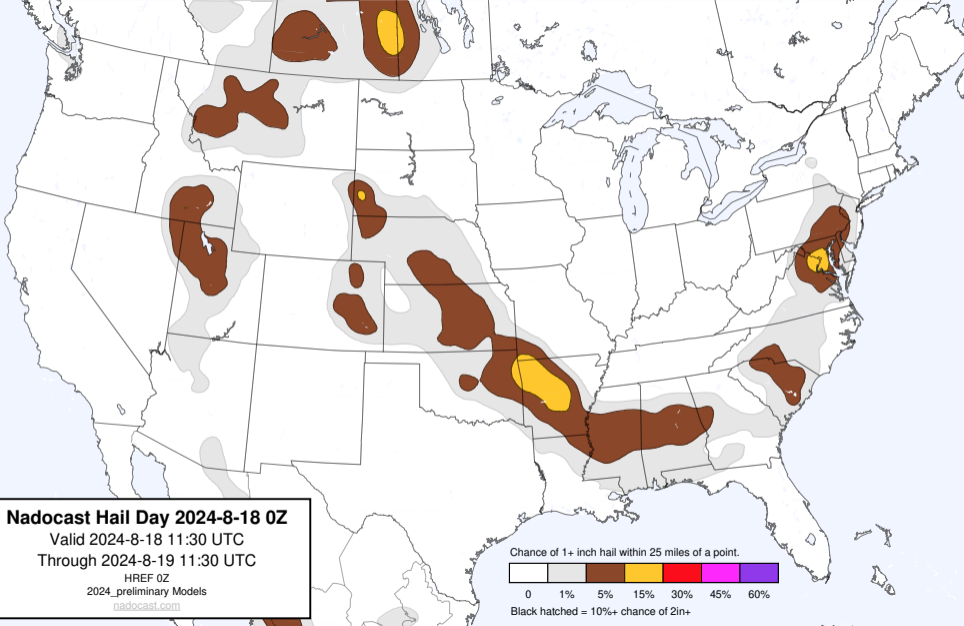 Nadocast Hail Day 2024-8-18 0Z
Valid 2024-8-18 11:30 UTC
Through 2024-8-19 11:30 UTC
HREF 0Z
2024_preliminary Models
nadocast.com
Chance of 1+ inch hail within 25 miles of a point.
0 1% 5% 15% 30% 45% 60%
Black hatched = 10%+ chance of 2in+